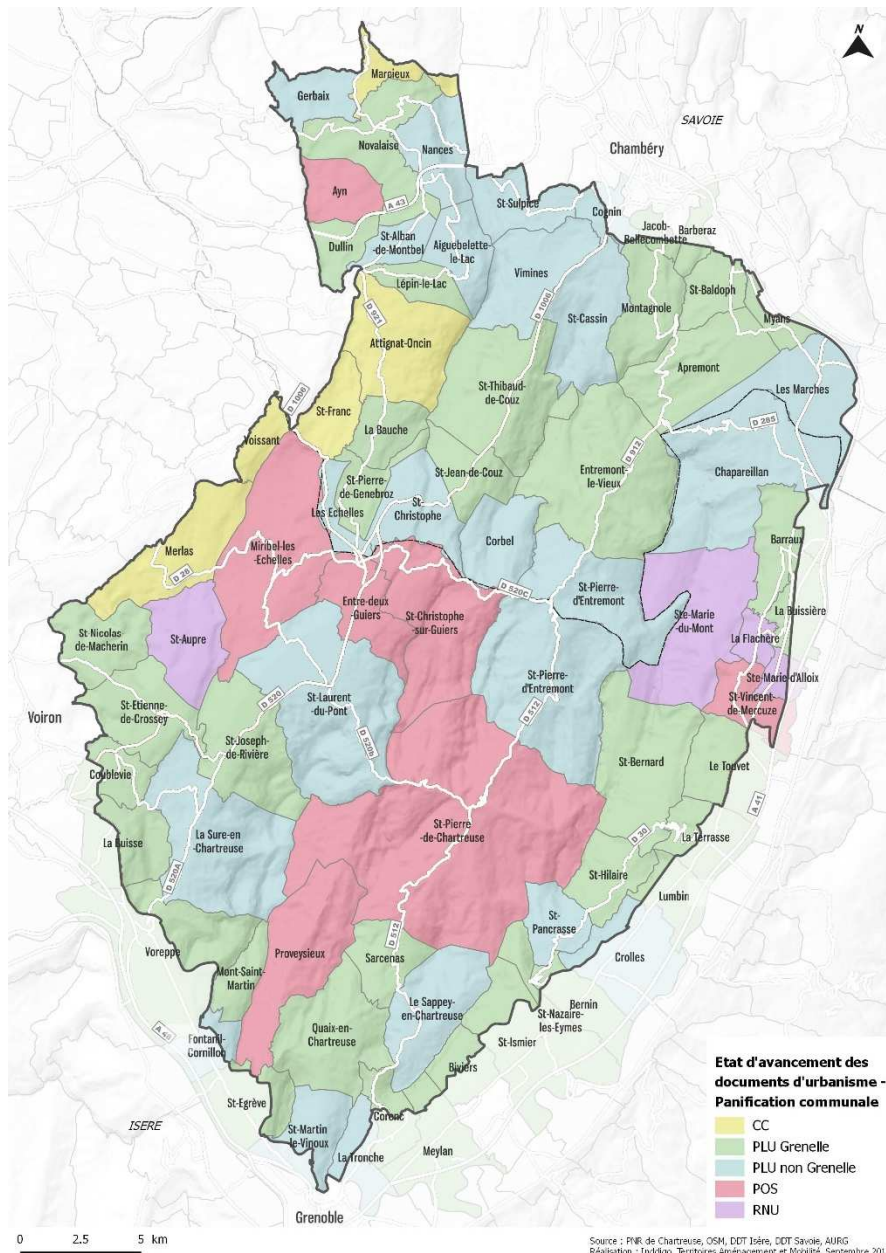 N
SAVOIE
Marcieux
Gerbaix
Chambéry
Novalaise
Nances
Ayn
A 43
St-Sulpice
Cognin
Jacob-
Bellecombette
Barberaz
Dullin
St-Alban
-de-Montbel
Aiguebelette
-le-Lac
Vimines
Lépin-le-Lac
D 1006
St-Cassin
Montagnole
St-Baldoph
Myans
D 921
Attignat-Oncin
Apremont
Les Marches
St-Thibaud-
de-Couz
D 1006
St-Franc
La Bauche
D 912
D 285
Voissant
St-Jean-de-Couz
Entremont-
le-Vieux
Chapareillan
St-Pierre-
de-Genebroz
Les Echelles
St-
Christophe
Corbel
Barraux
Merlas
Miribel-les
-Echelles
D 28
D 520C
St-Pierre-
d'Entremont
La Buissière
Entre-deux
-Guiers
St-Christophe
-sur-Guiers
Ste-Marie
-du-Mont
La Flachère
St-Nicolas
-de-Macherin
St-Aupre
Ste-Marie-d'Alloix
St-Vincent-
de-Mercuze
St-Pierre-
d'Entremont
St-Laurent
-du-Pont
D 520
D 512
Voiron
St-Etienne-
de-Crossey
St-Joseph-
de-Rivière
D 520b
St-Bernard
Le Touvet
Coublevie
A 41
La Buisse
La Sure-en
-Chartreuse
St-Pierre
-de-Chartreuse
D 30
La Terrasse
D 520A
St-Hilaire
Lumbin
St-
Pancrasse
D 512
Voreppe
Proveysieux
Sarcenas
Crolles
Mont-Saint-
Martin
Le Sappey-
en-Chartreuse
Bernin
St-Nazaire-
les-Eymes
Quaix-en-
Chartreuse
St-Ismier
A 48
Fontanil-
Cornillon
Biviers
St-Egrève
Corenc
ISERE
St-Martin
le-Vinoux
La Tronche
Meylan
Grenoble
Etat d'avancement des
documents d'urbanisme -
Panification communale
CC
PLU Grenelle
PLU non Grenelle
POS
RNU
0 2.5 5 km
Source : PNR de Chartreuse, OSM, DDT Isère, DDT Savoie, AURG
Réalisation : Inddigo, Territoires Aménagement et Mobilité, Septembre 201